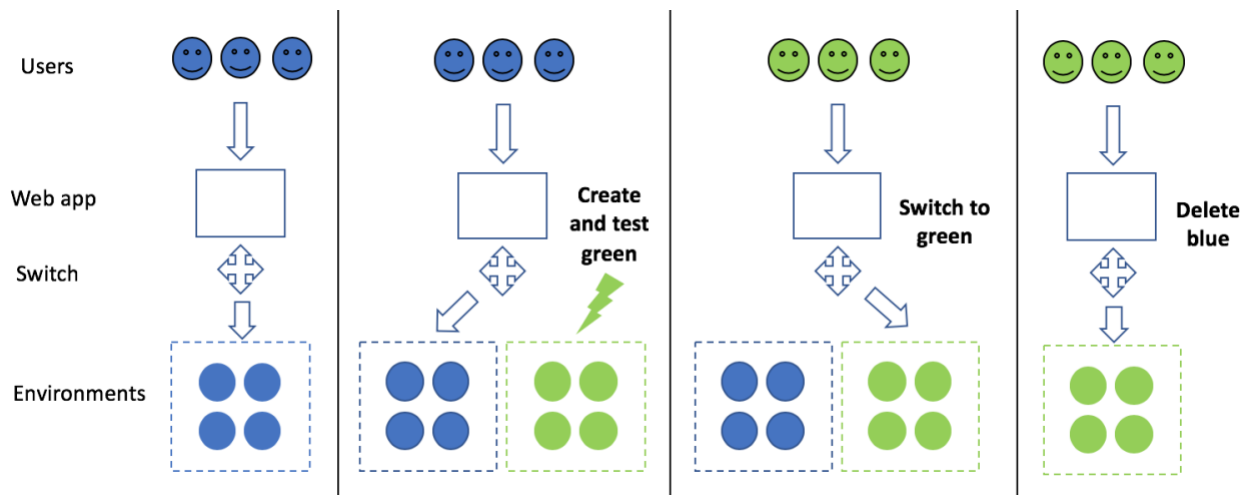 Users
Web app
Switch
Environments
Create
and test
green
Switch to
green
Delete
blue